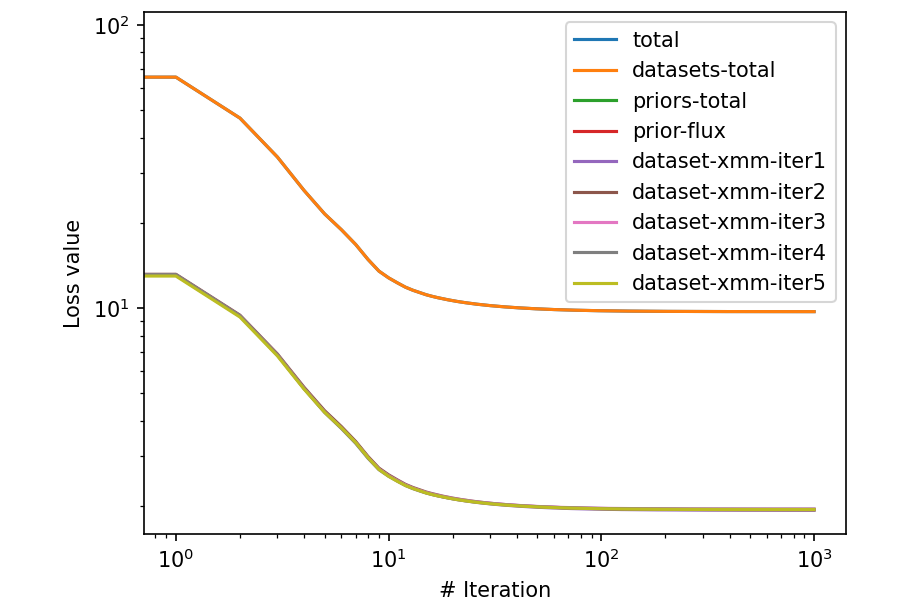 10²
10¹
Loss value
10⁰
10¹
10²
10³
# Iteration
total
datasets-total
priors-total
prior-flux
dataset-xmm-iter1
dataset-xmm-iter2
dataset-xmm-iter3
dataset-xmm-iter4
dataset-xmm-iter5